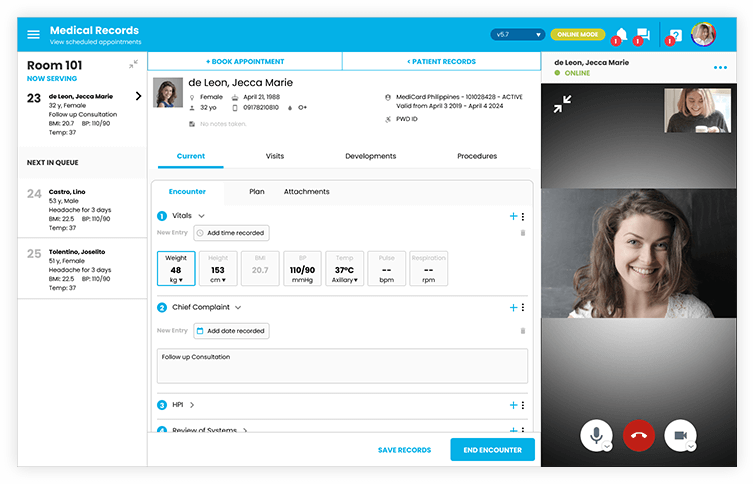 Medical Records
View scheduled appointments
v5.7
ONLINE MODE
1
1
1
Room 101
NOW SERVING
23
de Leon, Jecca Marie
32 y, Female
Follow up Consultation
BMI: 20.7 BP: 110/90
Temp: 37
NEXT IN QUEUE
24
Castro, Lino
53 y, Male
Headache for 3 days
BMI: 22.5 BP: 110/90
Temp: 37
25
Tolentino, Joselito
51 y, Female
Headache for 3 days
BMI: 22.5 BP: 110/90
Temp: 37
+ BOOK APPOINTMENT
< PATIENT RECORDS
de Leon, Jecca Marie
Female April 21, 1988
32 yo 09178210810 O+
No notes taken.
MediCard Philippines - 101028428 - ACTIVE
Valid from April 3 2019 - April 4 2024
PWD ID
Current Visits Developments Procedures
Encounter Plan Attachments
1 Vitals
New Entry Add time recorded
Weight Height BMI BP Temp Pulse Respiration
48 153 20.7 110/90 37°C -- --
kg cm mmHg Axillary bpm rpm
2 Chief Complaint
New Entry Add date recorded
Follow up Consultation
3 HPI
4 Review of Systems
SAVE RECORDS
END ENCOUNTER
de Leon, Jecca Marie
ONLINE